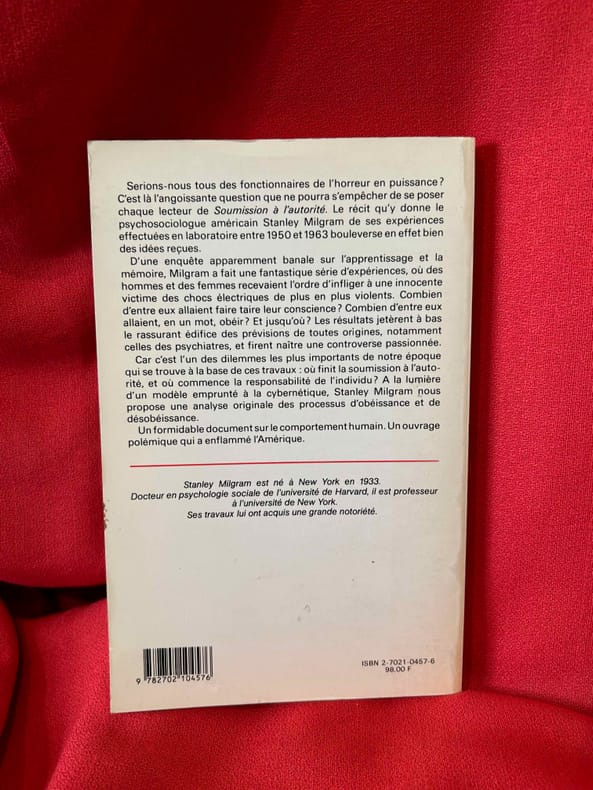 Serions-nous tous des fonctionnaires de l'horreur en puissance?
C'est là l'angoissante question que ne pourra s'empêcher de se poser
chaque lecteur de Soumission à l'autorité. Le récit qu'y donne le
psychosociologue américain Stanley Milgram de ses expériences
effectuées en laboratoire entre 1950 et 1963 bouleverse en effet bien
des idées reçues.
D'une enquête apparemment banale sur l'apprentissage et la
mémoire, Milgram a fait une fantastique série d'expériences, où des
hommes et des femmes recevaient l'ordre d'infliger à une innocente
victime des chocs électriques de plus en plus violents. Combien
d'entre eux allaient faire taire leur conscience? Combien d'entre eux
allaient, en un mot, obéir? Et jusqu'où? Les résultats jetèrent à bas
le rassurant édifice des prévisions de toutes origines, notamment
celles des psychiatres, et firent naître une controverse passionnée.
Car c'est l'un des dilemmes les plus importants de notre époque
qui se trouve à la base de ces travaux : où finit la soumission à l'auto-
rité, et où commence la responsabilité de l'individu? A la lumière
d'un modèle emprunté à la cybernétique, Stanley Milgram nous
propose une analyse originale des processus d'obéissance et de
désobéissance.
Un formidable document sur le comportement humain. Un ouvrage
polémique qui a enflammé l'Amérique.
Stanley Milgram est né à New York en 1933.
Docteur en psychologie sociale de l'université de Harvard, il est professeur
à l'université de New York.
Ses travaux lui ont acquis une grande notoriété.
ISBN 2-7021-0457-6
98.00 F
9 782702 104576